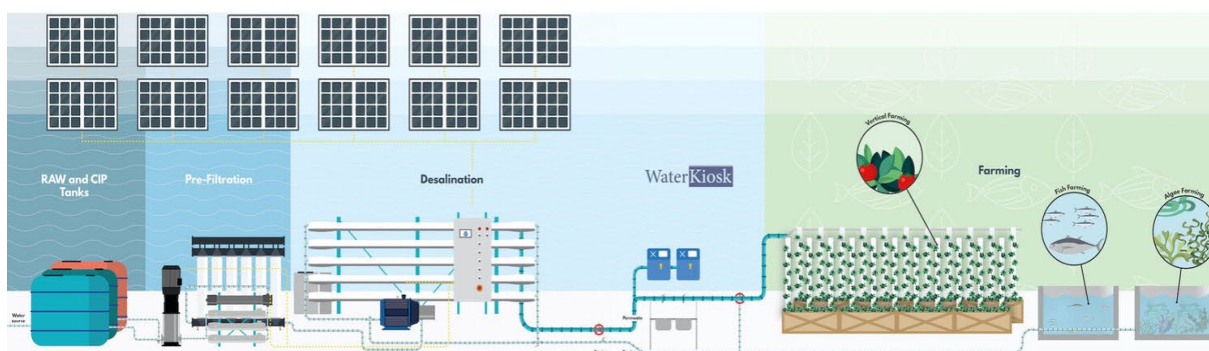 RAW and CIP
Tanks
Pre-Filtration
Desalination
WaterKiosk
Farming
Vertical Farming
Fish Farming
Algae Farming
Water
source
Permeate